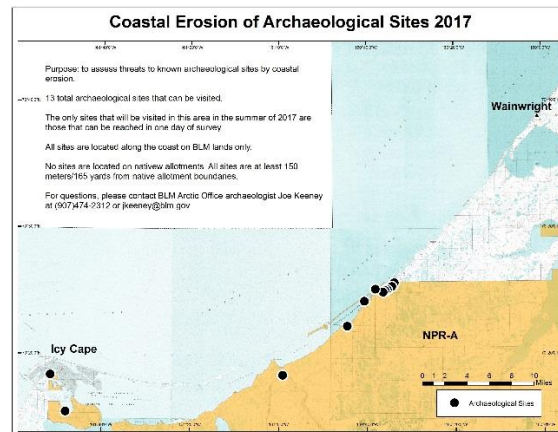 Coastal Erosion of Archaeological Sites 2017
Purpose: to assess threats to known archaeological sites by coastal
erosion.
13 total archaeological sites that can be visited.
The only sites that will be visited in this area in the summer of 2017 are
those that can be reached in one day of survey
All sites are located along the coast on BLM lands only.
No sites are located on nativew allotments. All sites are at least 150
meters/165 yards from native allotment boundaries.
For questions, please contact BLM Arctic Office archaeologist Joe Keeney
at (907)474-2312 or jkeeney@blm.gov
Wainwright
Icy Cape
NPR-A
0 1 2 4 6 8 10
Miles
Archaeological Sites